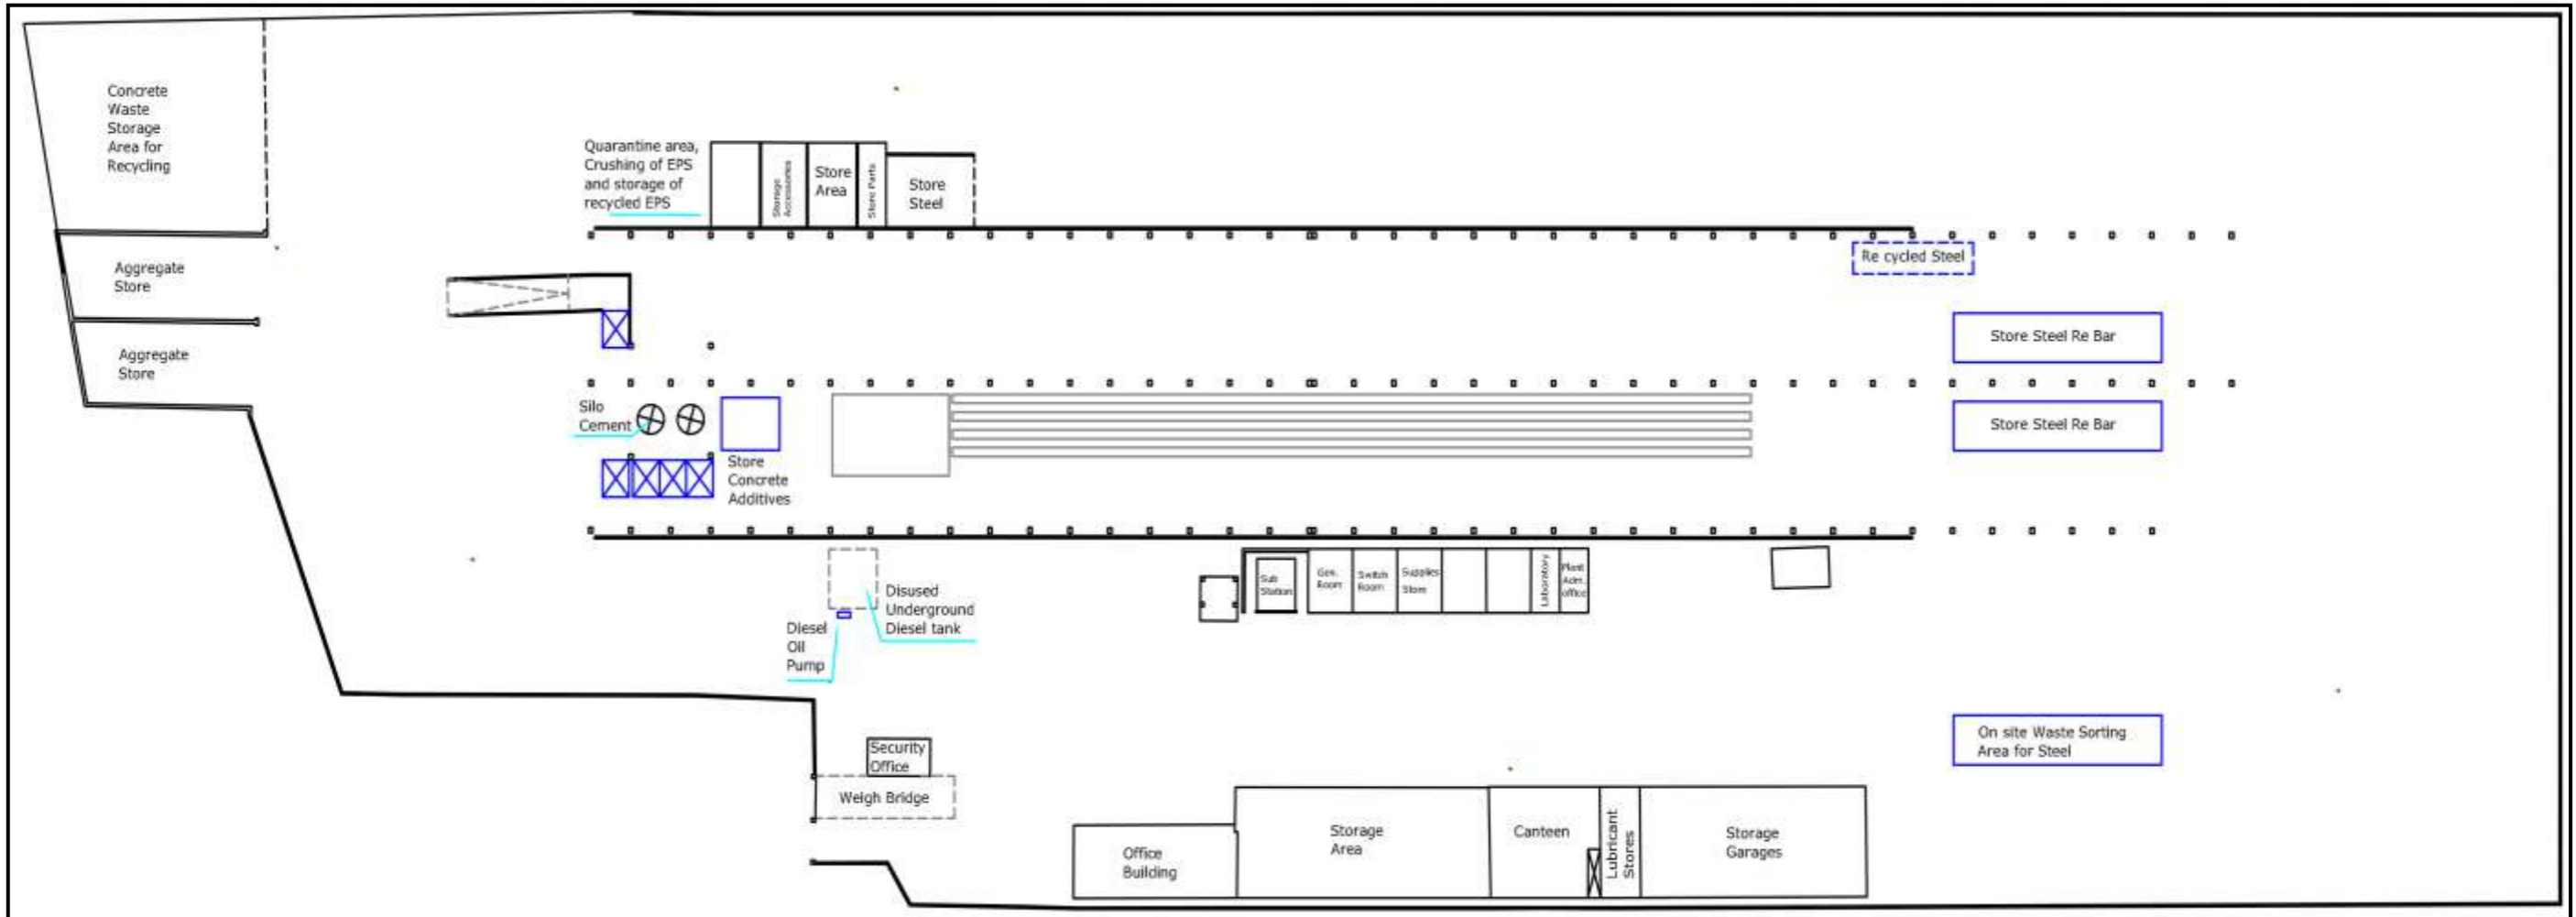 Concrete
Waste
Storage
Area for
Recycling
Quarantine area,
Crushing of EPS
and storage of
recycled EPS
Storage
Accessories
Store
Area
Store Parts
Store
Steel
Aggregate
Store
Re cycled Steel
Store Steel Re Bar
Aggregate
Store
Silo
Cement
Store Steel Re Bar
Store
Concrete
Additives
Disused
Underground
Diesel tank
Diesel
Oil
Pump
Sub
Station
Gen.
Room
Switch
Room
Supplies
Store
Laboratory
Plant
Adm.
office
Security
Office
Weigh Bridge
On site Waste Sorting
Area for Steel
Office
Building
Storage
Area
Canteen
Lubricant
Stores
Storage
Garages